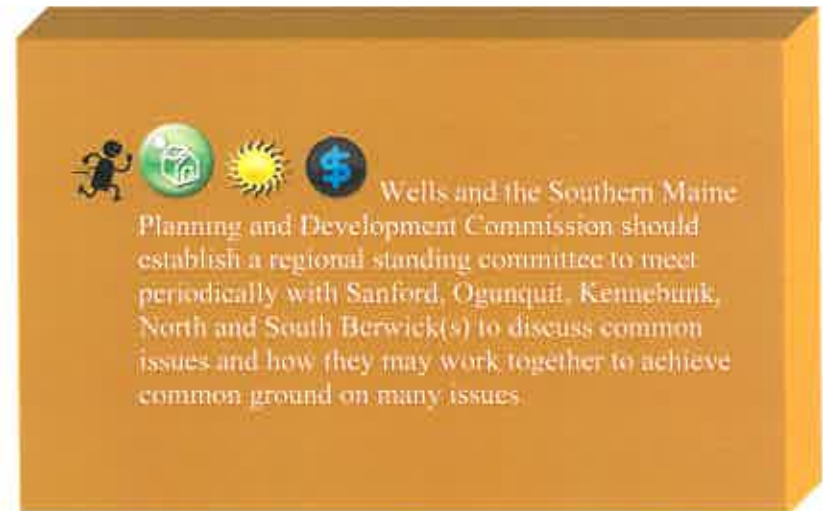 $ Wells and the Southern Maine
Planning and Development Commission should
establish a regional standing committee to meet
periodically with Sanford, Ogunquit, Kennebunk,
North and South Berwick(s) to discuss common
issues and how they may work together to achieve
common ground on many issues